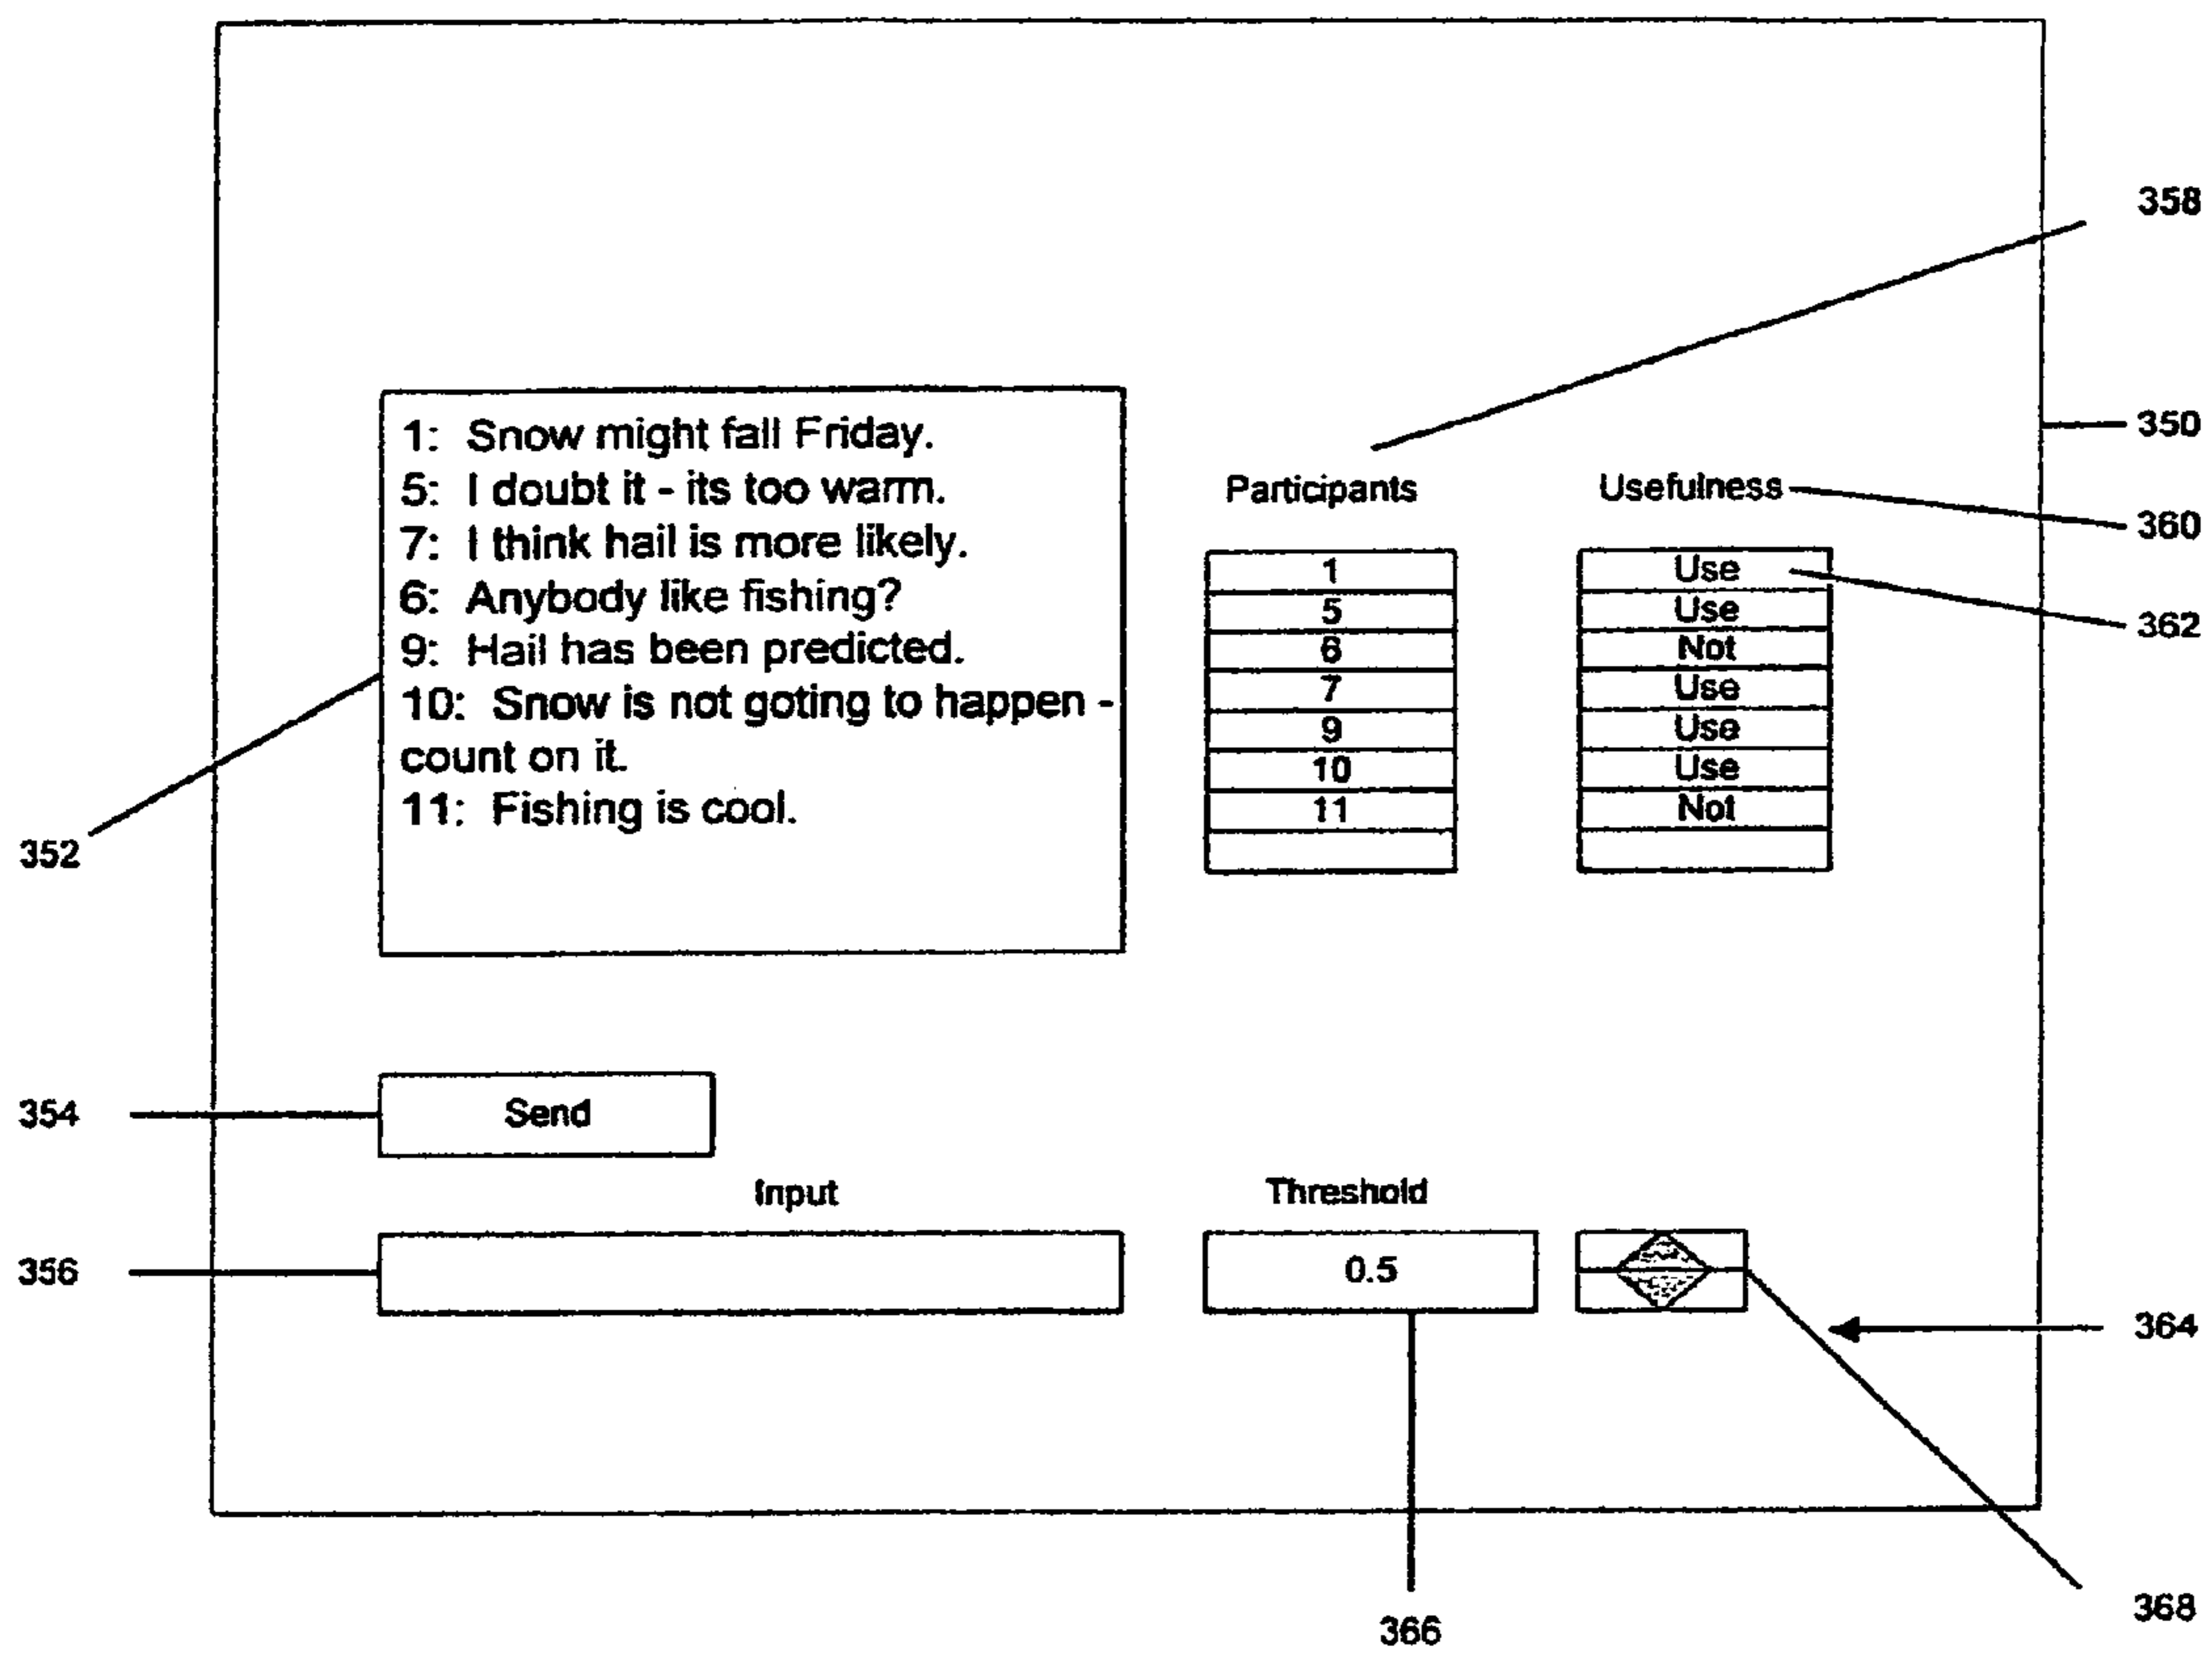 358
1: Snow might fall Friday.
5: I doubt it - its too warm.
7: I think hail is more likely.
6: Anybody like fishing?
9: Hail has been predicted.
10: Snow is not goting to happen -
count on it.
11: Fishing is cool.
350
Participants Usefulness
360
1 Use
5 Use
362
6 Not
7 Use
9 Use
10 Use
11 Not
352
354
Send
Input Threshold
356
0.5
364
368
366